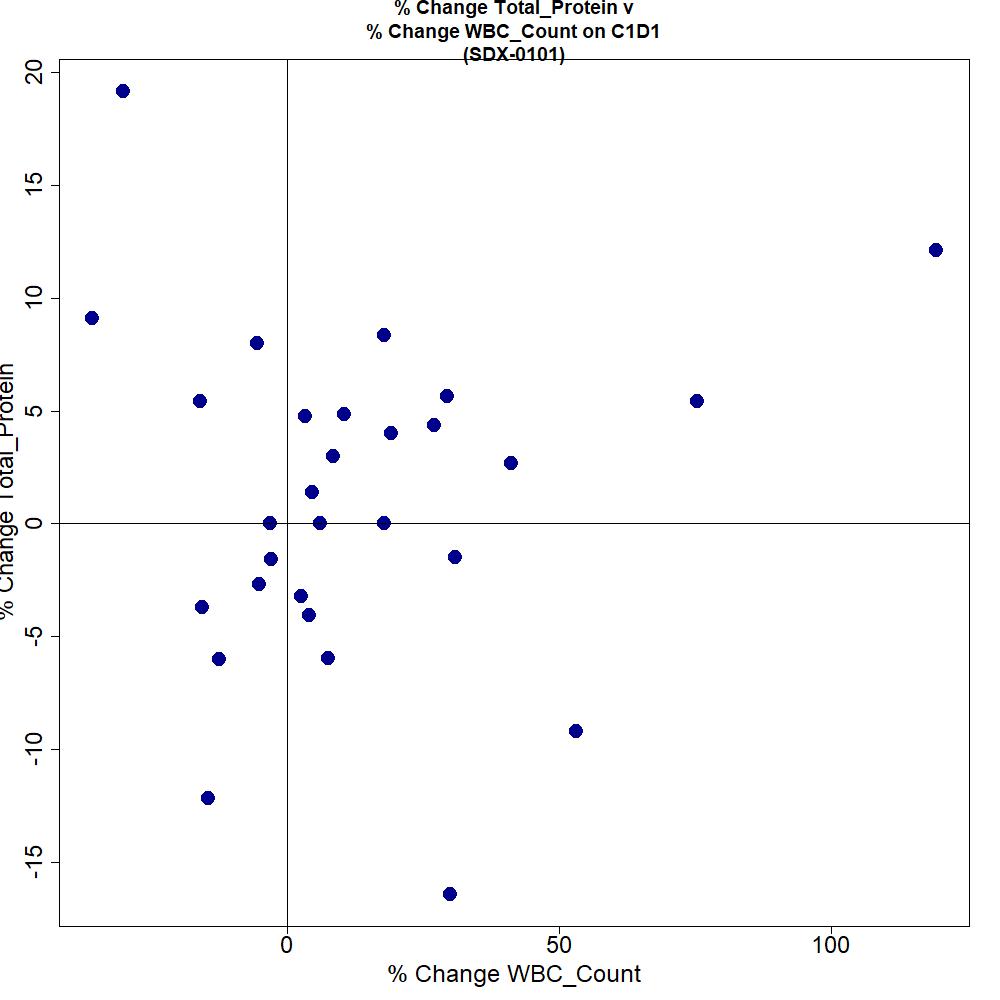 % Change Total_Protein v
% Change WBC_Count on C1D1
(SDX-0101)
20
15
10
5
0
-5
-10
-15
% Change Total_Protein
0 50 100
% Change WBC_Count